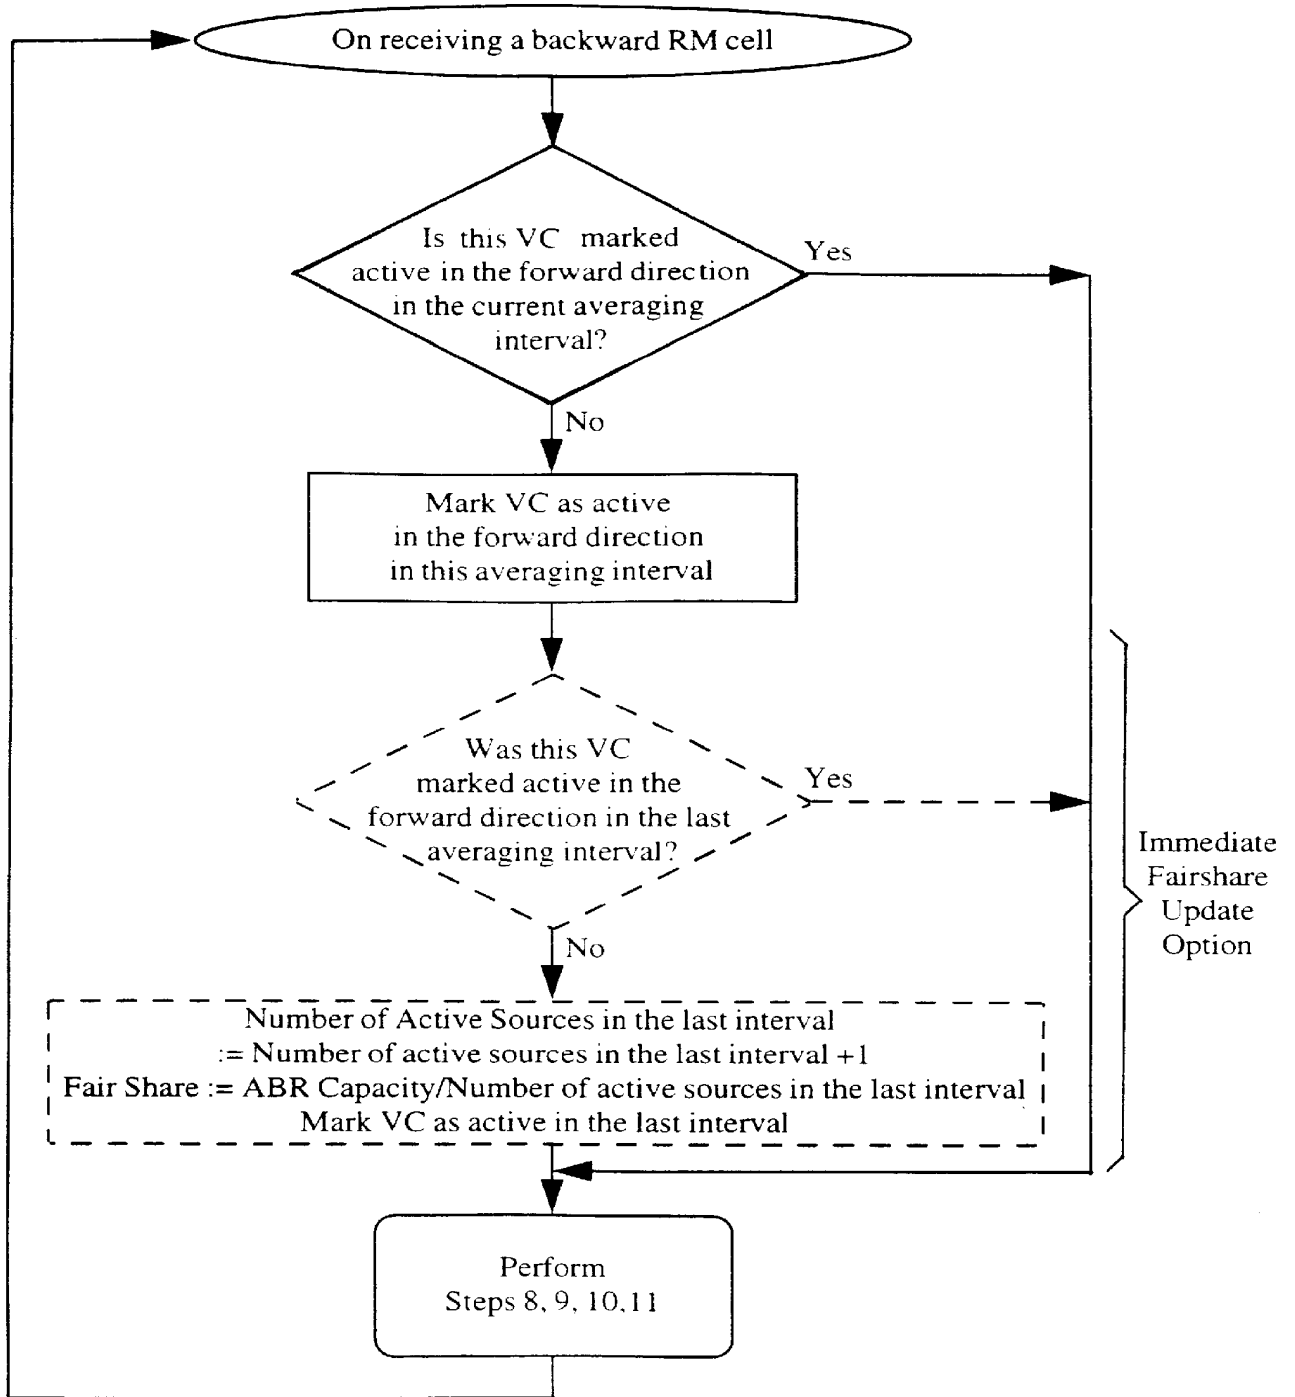 On receiving a backward RM cell
Is this VC marked
active in the forward direction
in the current averaging
interval?
Yes
No
Mark VC as active
in the forward direction
in this averaging interval
Was this VC
marked active in the
forward direction in the last
averaging interval?
Yes
No
Immediate
Fairshare
Update
Option
Number of Active Sources in the last interval
:= Number of active sources in the last interval +1
Fair Share := ABR Capacity/Number of active sources in the last interval
Mark VC as active in the last interval
Perform
Steps 8, 9, 10,11